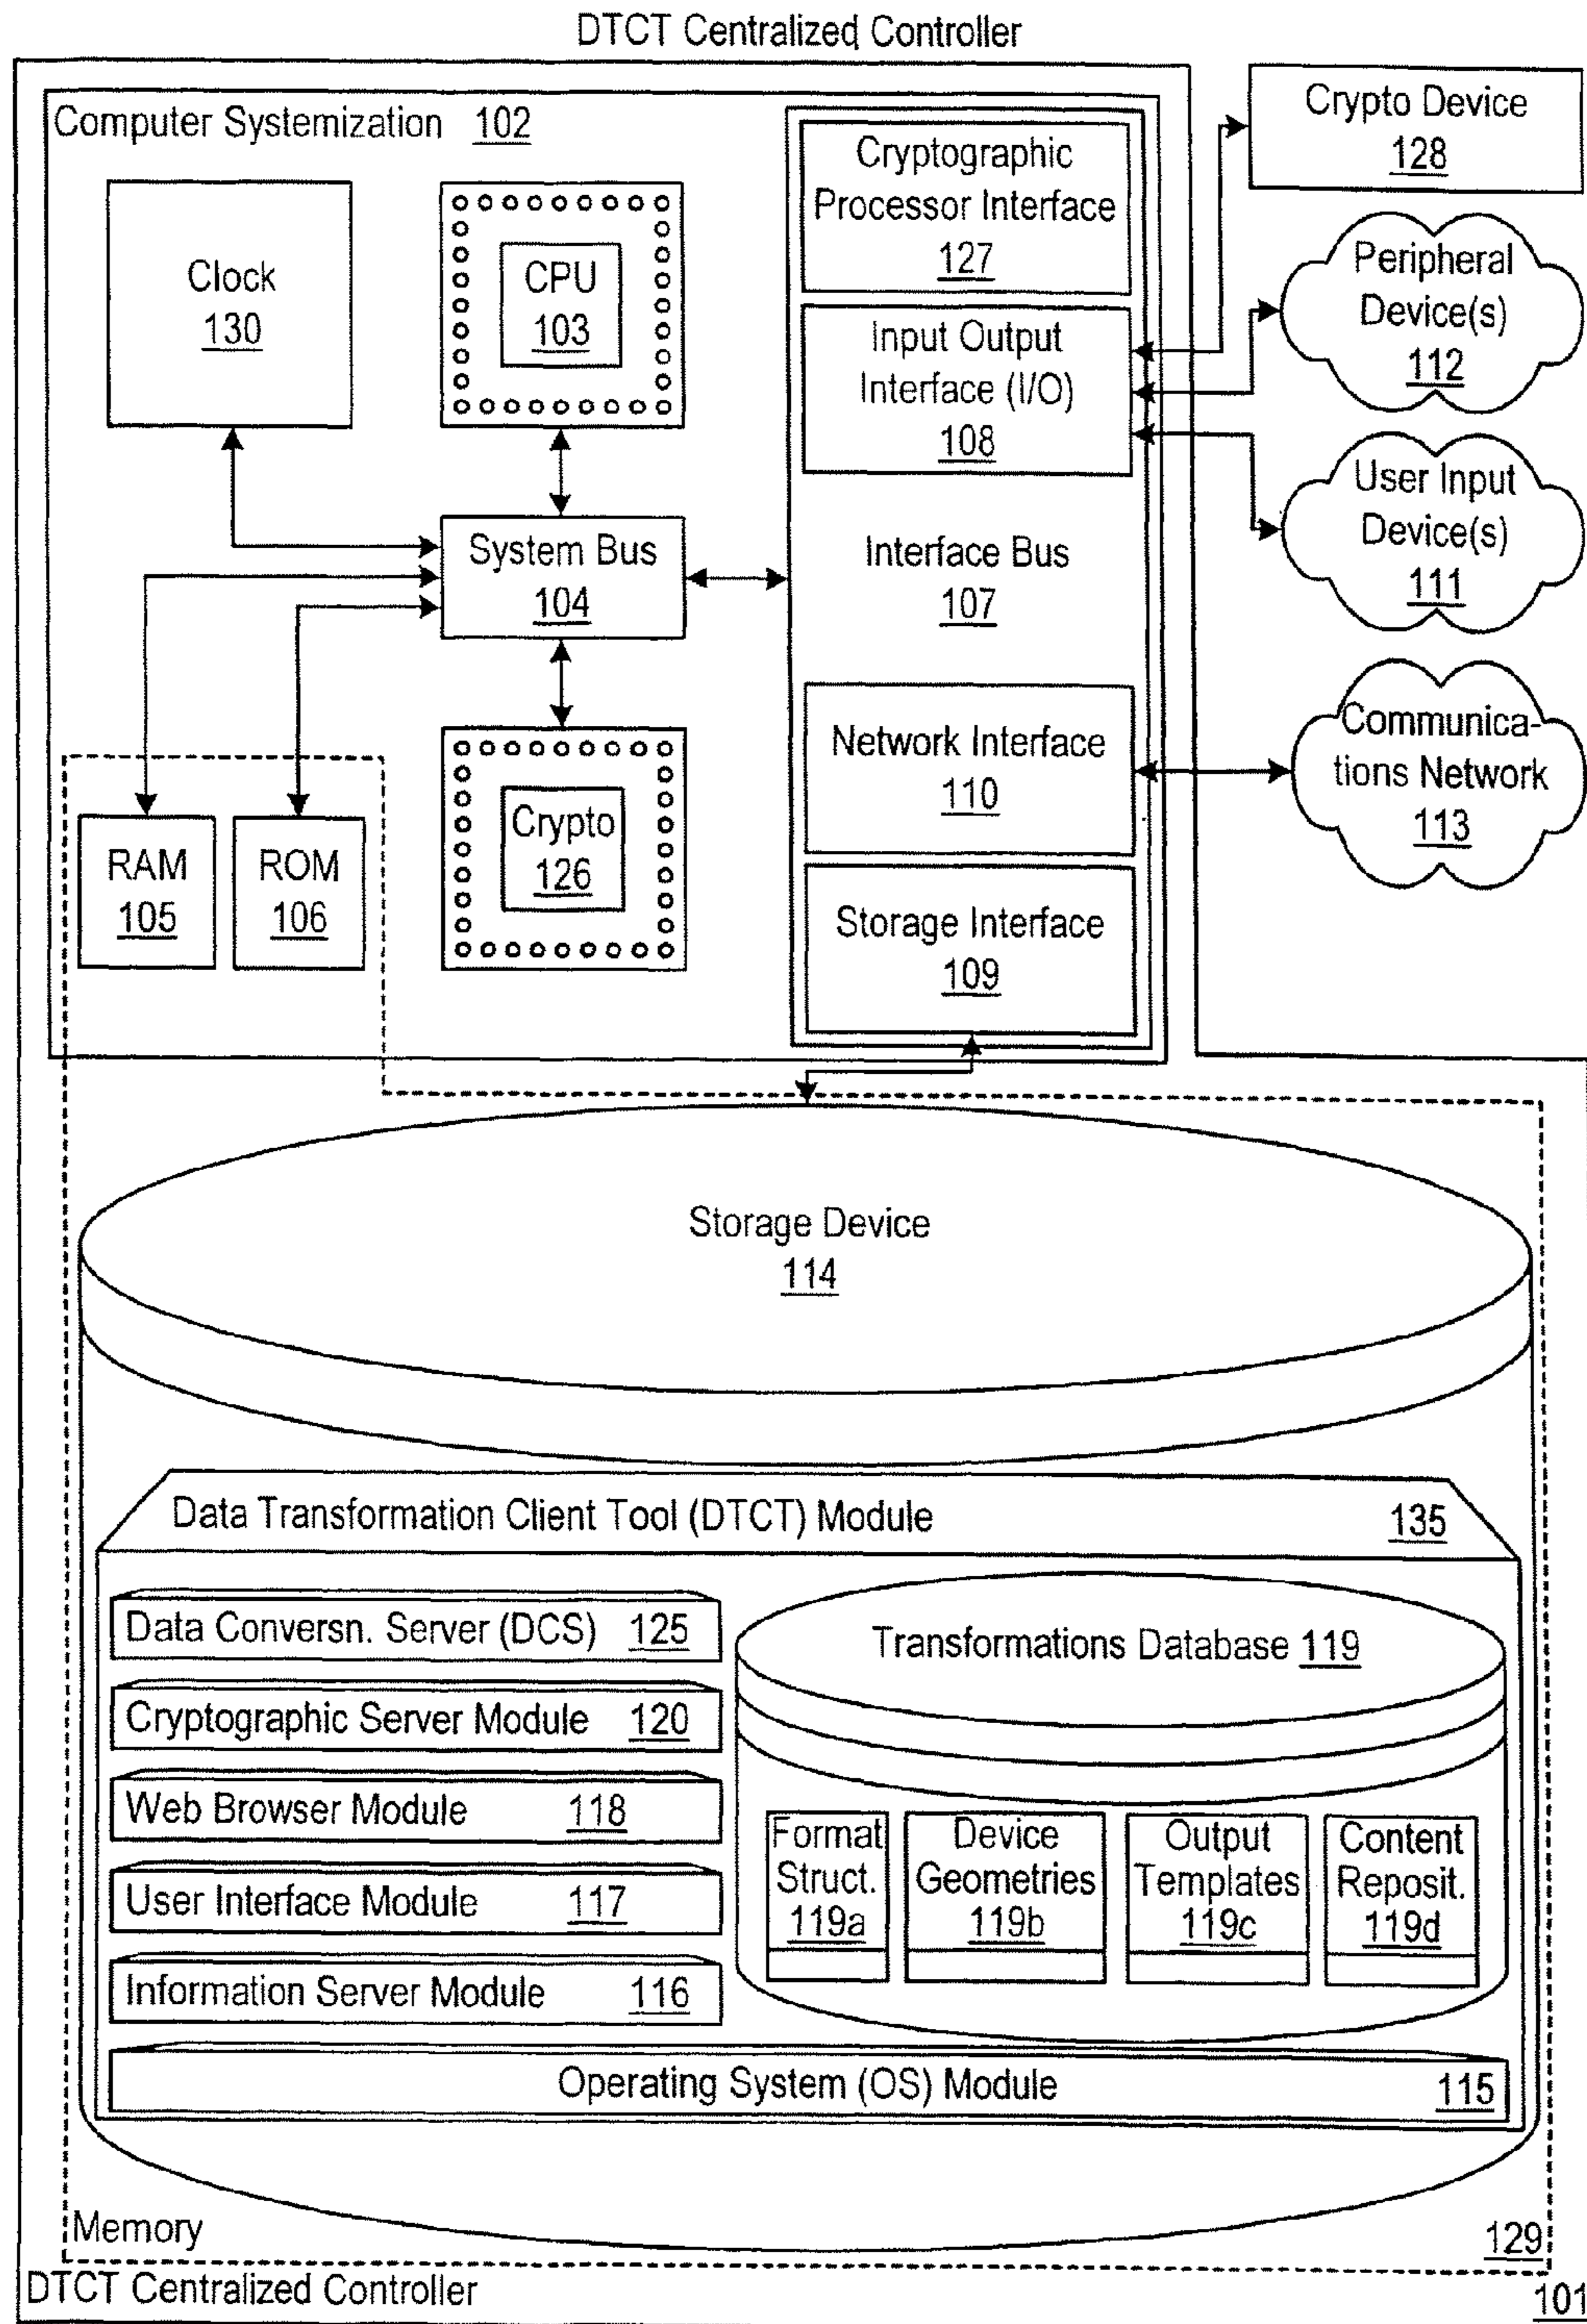 DTCT Centralized Controller
Computer Systemization 102
Clock
130
CPU
103
Cryptographic
Processor Interface
127
Crypto Device
128
Input Output
Interface (I/O)
108
Peripheral
Device(s)
112
System Bus
104
Interface Bus
107
User Input
Device(s)
111
RAM
105
ROM
106
Crypto
126
Network Interface
110
Communica-
tions Network
113
Storage Interface
109
Storage Device
114
Data Transformation Client Tool (DTCT) Module 135
Data Conversn. Server (DCS) 125
Cryptographic Server Module 120
Web Browser Module 118
User Interface Module 117
Information Server Module 116
Transformations Database 119
Format
Struct.
119a
Device
Geometries
119b
Output
Templates
119c
Content
Reposit.
119d
Operating System (OS) Module 115
Memory 129
DTCT Centralized Controller 101